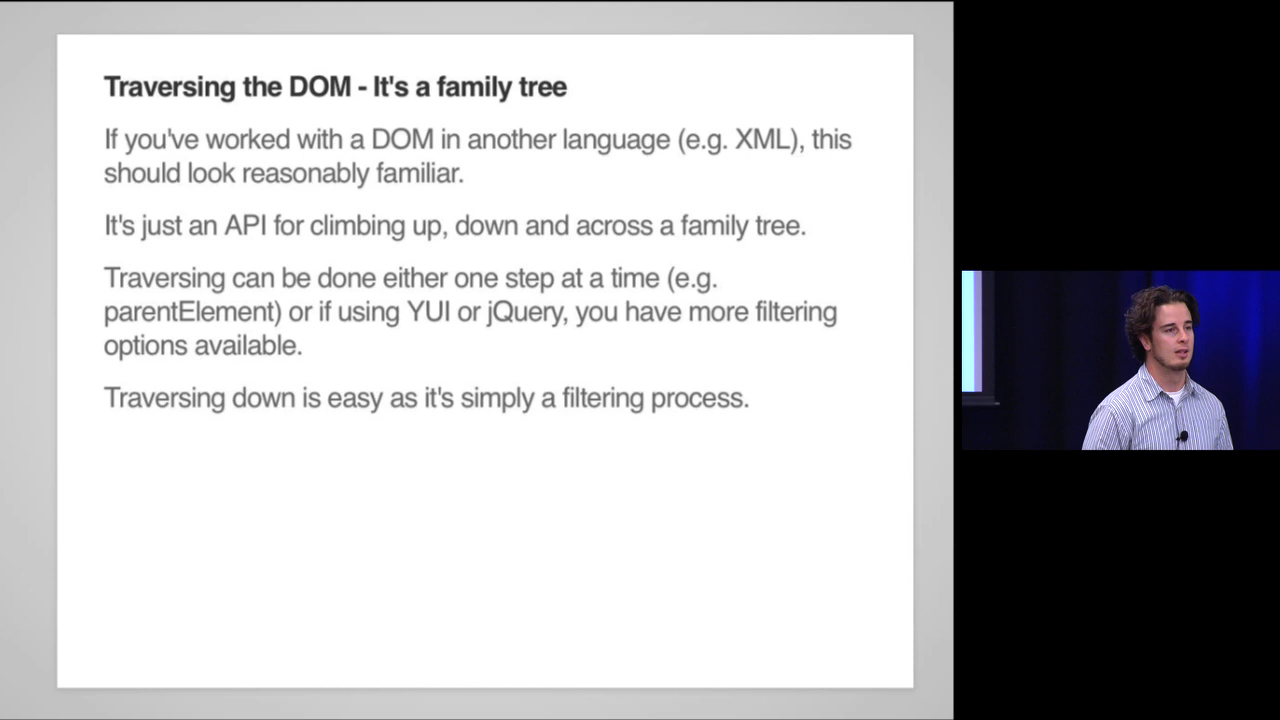 Traversing the DOM - It's a family tree
If you've worked with a DOM in another language (e.g. XML), this
should look reasonably familiar.
It's just an API for climbing up, down and across a family tree.
Traversing can be done either one step at a time (e.g.
parentElement) or if using YUI or jQuery, you have more filtering
options available.
Traversing down is easy as it's simply a filtering process.